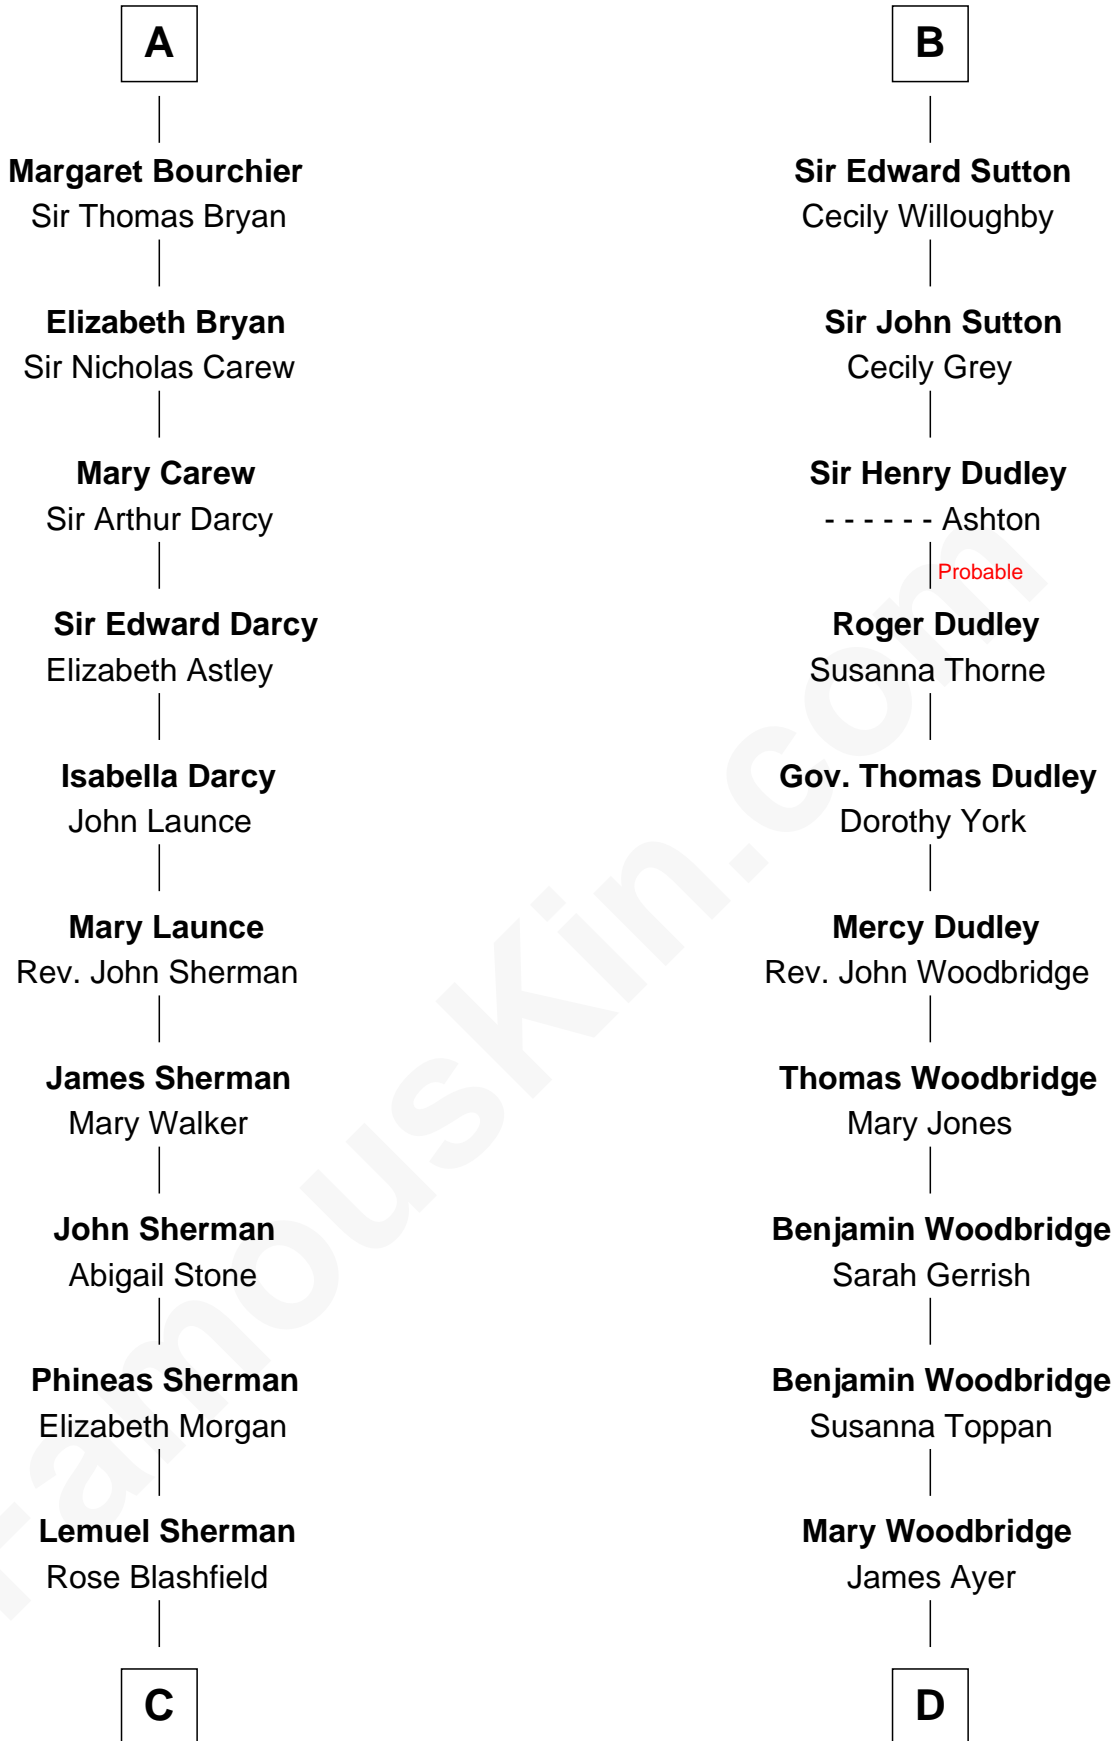 A
Margaret Bourchier
Sir Thomas Bryan
Elizabeth Bryan
Sir Nicholas Carew
Mary Carew
Sir Arthur Darcy
Sir Edward Darcy
Elizabeth Astley
Isabella Darcy
John Launce
Mary Launce
Rev. John Sherman
James Sherman
Mary Walker
John Sherman
Abigail Stone
Phineas Sherman
Elizabeth Morgan
Lemuel Sherman
Rose Blashfield
C
B
Sir Edward Sutton
Cecily Willoughby
Sir John Sutton
Cecily Grey
Sir Henry Dudley
- - - - - - Ashton
Probable
Roger Dudley
Susanna Thorne
Gov. Thomas Dudley
Dorothy York
Mercy Dudley
Rev. John Woodbridge
Thomas Woodbridge
Mary Jones
Benjamin Woodbridge
Sarah Gerrish
Benjamin Woodbridge
Susanna Toppan
Mary Woodbridge
James Ayer
D
FamousKin.com